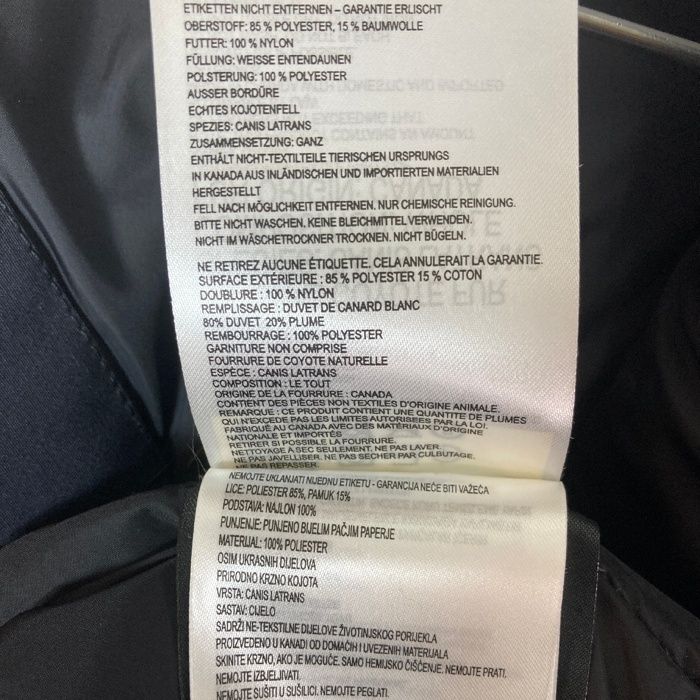 ETIKETTEN NICHT ENTFERNEN – GARANTIE ERLISCHT
OBERSTOFF: 85 % POLYESTER, 15 % BAUMWOLLE
FUTTER: 100 % NYLON
FÜLLUNG: WEISSE ENTENDAUNEN
POLSTERUNG: 100 % POLYESTER
AUSSER BORDÜRE
ECHTES KOJOTENFELL
SPEZIES: CANIS LATRANS
ZUSAMMENSETZUNG: GANZ
ENTHÄLT NICHT-TEXTILTEILE TIERISCHEN URSPRUNGS
IN KANADA AUS INLÄNDISCHEN UND IMPORTIERTEN MATERIALIEN
HERGESTELLT
FELL NACH MÖGLICHKEIT ENTFERNEN. NUR CHEMISCHE REINIGUNG.
BITTE NICHT WASCHEN. KEINE BLEICHMITTEL VERWENDEN.
NICHT IM WÄSCHETROCKNER TROCKNEN. NICHT BÜGELN.
NE RETIREZ AUCUNE ÉTIQUETTE, CELA ANNULERAIT LA GARANTIE.
SURFACE EXTÉRIEURE : 85 % POLYESTER 15 % COTON
DOUBLURE : 100 % NYLON
REMPLISSAGE : DUVET DE CANARD BLANC
80% DUVET 20% PLUME
REMBOURRAGE : 100% POLYESTER
GARNITURE NON COMPRISE
FOURRURE DE COYOTE NATURELLE
ESPÈCE : CANIS LATRANS
COMPOSITION : LE TOUT
ORIGINE DE LA FOURRURE : CANADA
CONTIENT DES PIÈCES NON TEXTILES D'ORIGINE ANIMALE.
REMARQUE : CE PRODUIT CONTIENT UNE QUANTITÉ DE PLUMES
QUI N'EXCÈDE PAS LES LIMITES AUTORISÉES PAR LA LOI.
FABRIQUÉ AU CANADA AVEC DES MATÉRIAUX D'ORIGINE
NATIONALE ET IMPORTÉS
RETIRER SI POSSIBLE LA FOURRURE.
NETTOYAGE À SEC SEULEMENT. NE PAS LAVER.
NE PAS JAVELLISER. NE PAS SÉCHER PAR CULBUTAGE.
NE PAS REPASSER.
NEMOJTE UKLANJATI NIJEDNU ETIKETU - GARANCIJA NEĆE BITI VAŽEĆA
LICE: POLIESTER 85%, PAMUK 15%
PODSTAVA: NAJLON 100%
PUNJENJE: PUNJENO BIJELIM PAČJIM PAPERJE
MATERIJAL: 100% POLIESTER
OSIM UKRASNIH DIJELOVA
PRIRODNO KRZNO KOJOTA
VRSTA: CANIS LATRANS
SASTAV: CIJELO
SADRŽI NE-TEKSTILNE DIJELOVE ŽIVOTINJSKOG PORIJEKLA
PROIZVEDENO U KANADI OD DOMAĆIH I UVEZENIH MATERIJALA
SKINITE KRZNO, AKO JE MOGUĆE. SAMO HEMIJSKO ČIŠĆENJE. NEMOJTE PRATI.
NEMOJTE IZBJELJIVATI.
NEMOJTE SUŠITI U SUŠILICI. NEMOJTE PEGLATI.